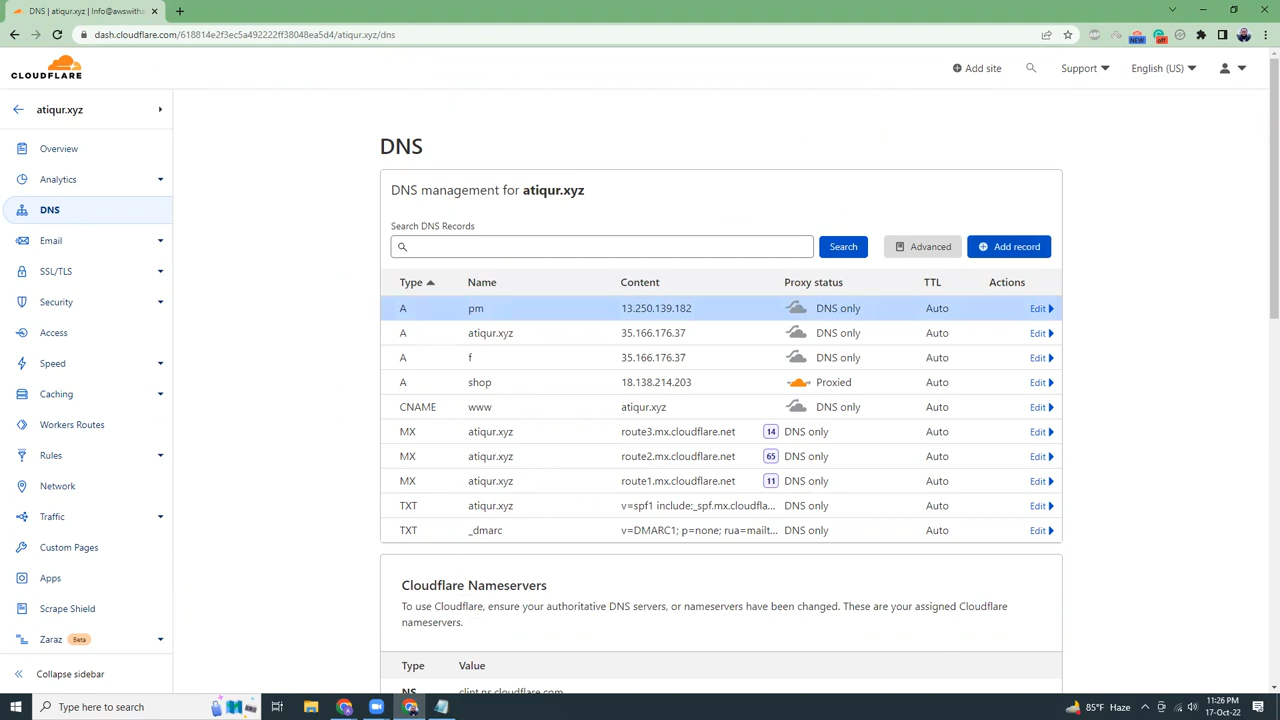 DNS | atiqur.xyz | Info@awswith
dash.cloudflare.com/618814e2f3ec5a492222ff38048ea5d4/atiqur.xyz/dns
NEW
off
CLOUDFLARE
Add site
Support
English (US)
atiqur.xyz
Overview
Analytics
DNS
Email
SSL/TLS
Security
Access
Speed
Caching
Workers Routes
Rules
Network
Traffic
Custom Pages
Apps
Scrape Shield
Zaraz Beta
Collapse sidebar
DNS
DNS management for atiqur.xyz
Search DNS Records
Search
Advanced
Add record
Type Name Content Proxy status TTL Actions
A pm 13.250.139.182 DNS only Auto Edit
A atiqur.xyz 35.166.176.37 DNS only Auto Edit
A f 35.166.176.37 DNS only Auto Edit
A shop 18.138.214.203 Proxied Auto Edit
CNAME www atiqur.xyz DNS only Auto Edit
MX atiqur.xyz route3.mx.cloudflare.net 14 DNS only Auto Edit
MX atiqur.xyz route2.mx.cloudflare.net 65 DNS only Auto Edit
MX atiqur.xyz route1.mx.cloudflare.net 11 DNS only Auto Edit
TXT atiqur.xyz v=spf1 include:_spf.mx.cloudfla... DNS only Auto Edit
TXT _dmarc v=DMARC1; p=none; rua=mailt... DNS only Auto Edit
Cloudflare Nameservers
To use Cloudflare, ensure your authoritative DNS servers, or nameservers have been changed. These are your assigned Cloudflare
nameservers.
Type Value
NS clint.ns.cloudflare.com
Type here to search
85°F Haze
11:26 PM
17-Oct-22